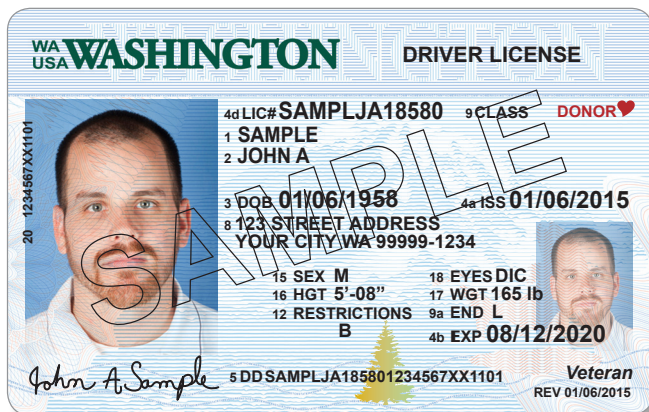 WA
USA WASHINGTON DRIVER LICENSE
4d LIC# SAMPLJA18580 9 CLASS DONOR
1 SAMPLE
2 JOHN A
3 DOB 01/06/1958 4a ISS 01/06/2015
8 123 STREET ADDRESS
YOUR CITY WA 99999-1234
15 SEX M 18 EYES DIC
16 HGT 5'-08” 17 WGT 165 lb
12 RESTRICTIONS 9a END L
B 4b EXP 08/12/2020
5 DD SAMPLJA185801234567XX1101 Veteran
REV 01/06/2015
John A Sample
20 1234567XX1101
SAMPLE